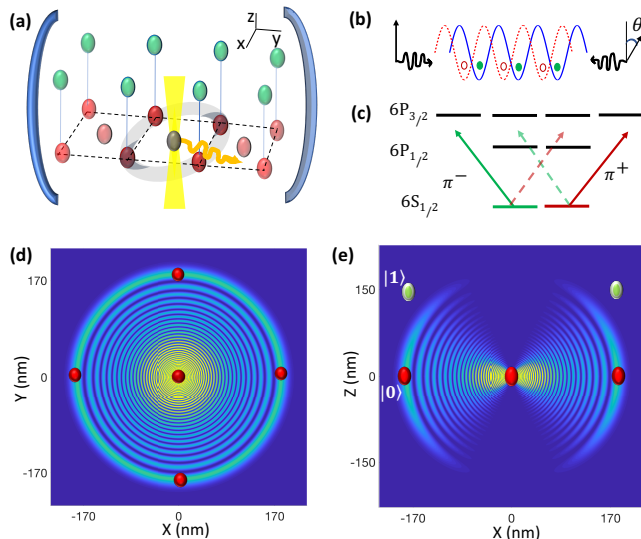 (a)
z
x
y
(b)
θ
(c)
6P3/2
6P1/2
6S1/2
π−
π+
(d)
170
0
-170
Y (nm)
-170
0
170
X (nm)
(e)
|1⟩
|0⟩
150
0
-150
Z (nm)
-170
0
170
X (nm)